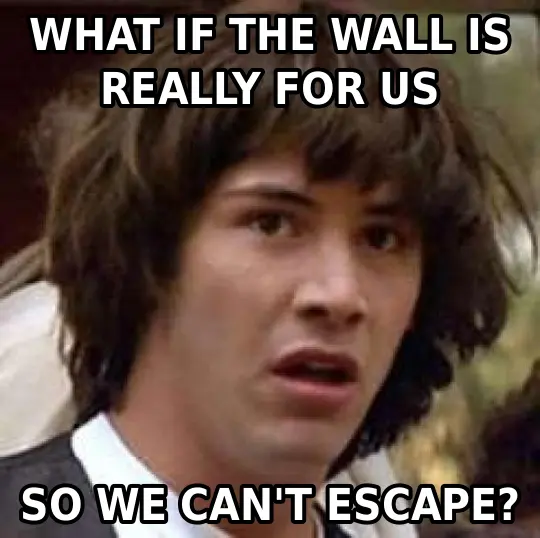 WHAT IF THE WALL IS
REALLY FOR US
SO WE CAN'T ESCAPE?